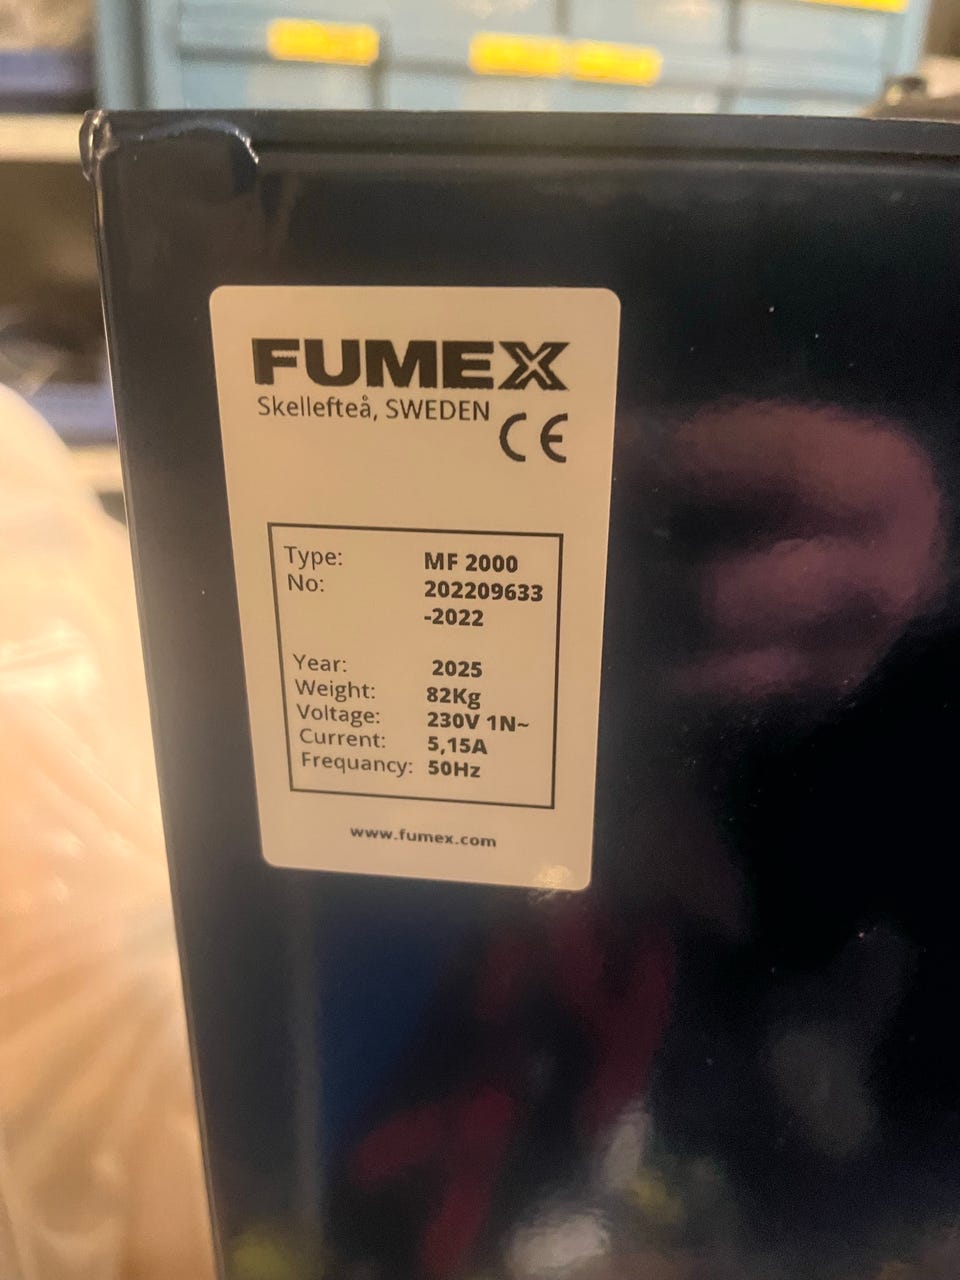 FUMEX
Skellefteå, SWEDEN
CE
Type: MF 2000
No: 202209633
-2022
Year: 2025
Weight: 82Kg
Voltage: 230V 1N~
Current: 5,15A
Frequancy: 50Hz
www.fumex.com